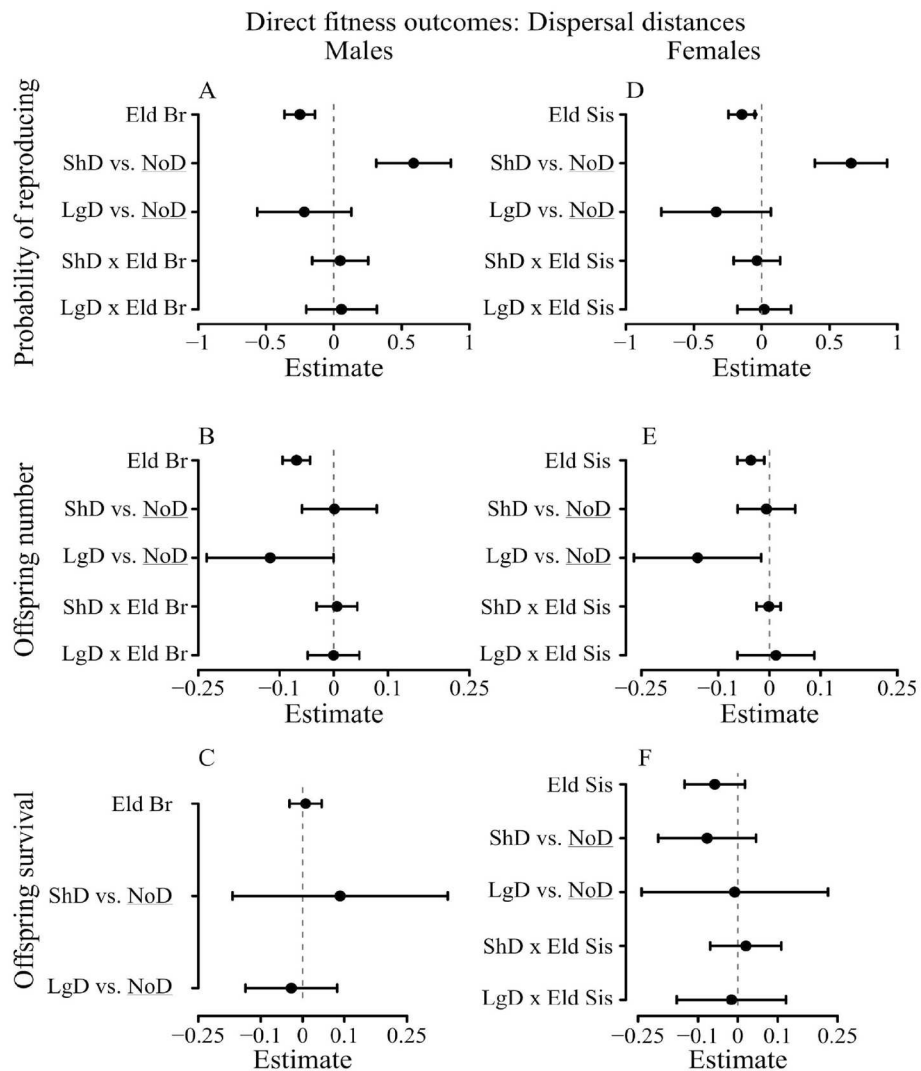 Direct fitness outcomes: Dispersal distances
Males
Females
Probability of reproducing
A
Eld Br
ShD vs. NoD
LgD vs. NoD
ShD x Eld Br
LgD x Eld Br
−1 −0.5 0 0.5 1
Estimate
D
Eld Sis
ShD vs. NoD
LgD vs. NoD
ShD x Eld Sis
LgD x Eld Sis
−1 −0.5 0 0.5 1
Estimate
Offspring number
B
Eld Br
ShD vs. NoD
LgD vs. NoD
ShD x Eld Br
LgD x Eld Br
−0.25 −0.1 0 0.1 0.25
Estimate
E
Eld Sis
ShD vs. NoD
LgD vs. NoD
ShD x Eld Sis
LgD x Eld Sis
−0.25 −0.1 0 0.1 0.25
Estimate
Offspring survival
C
Eld Br
ShD vs. NoD
LgD vs. NoD
−0.25 −0.1 0 0.1 0.25
Estimate
F
Eld Sis
ShD vs. NoD
LgD vs. NoD
ShD x Eld Sis
LgD x Eld Sis
−0.25 −0.1 0 0.1 0.25
Estimate